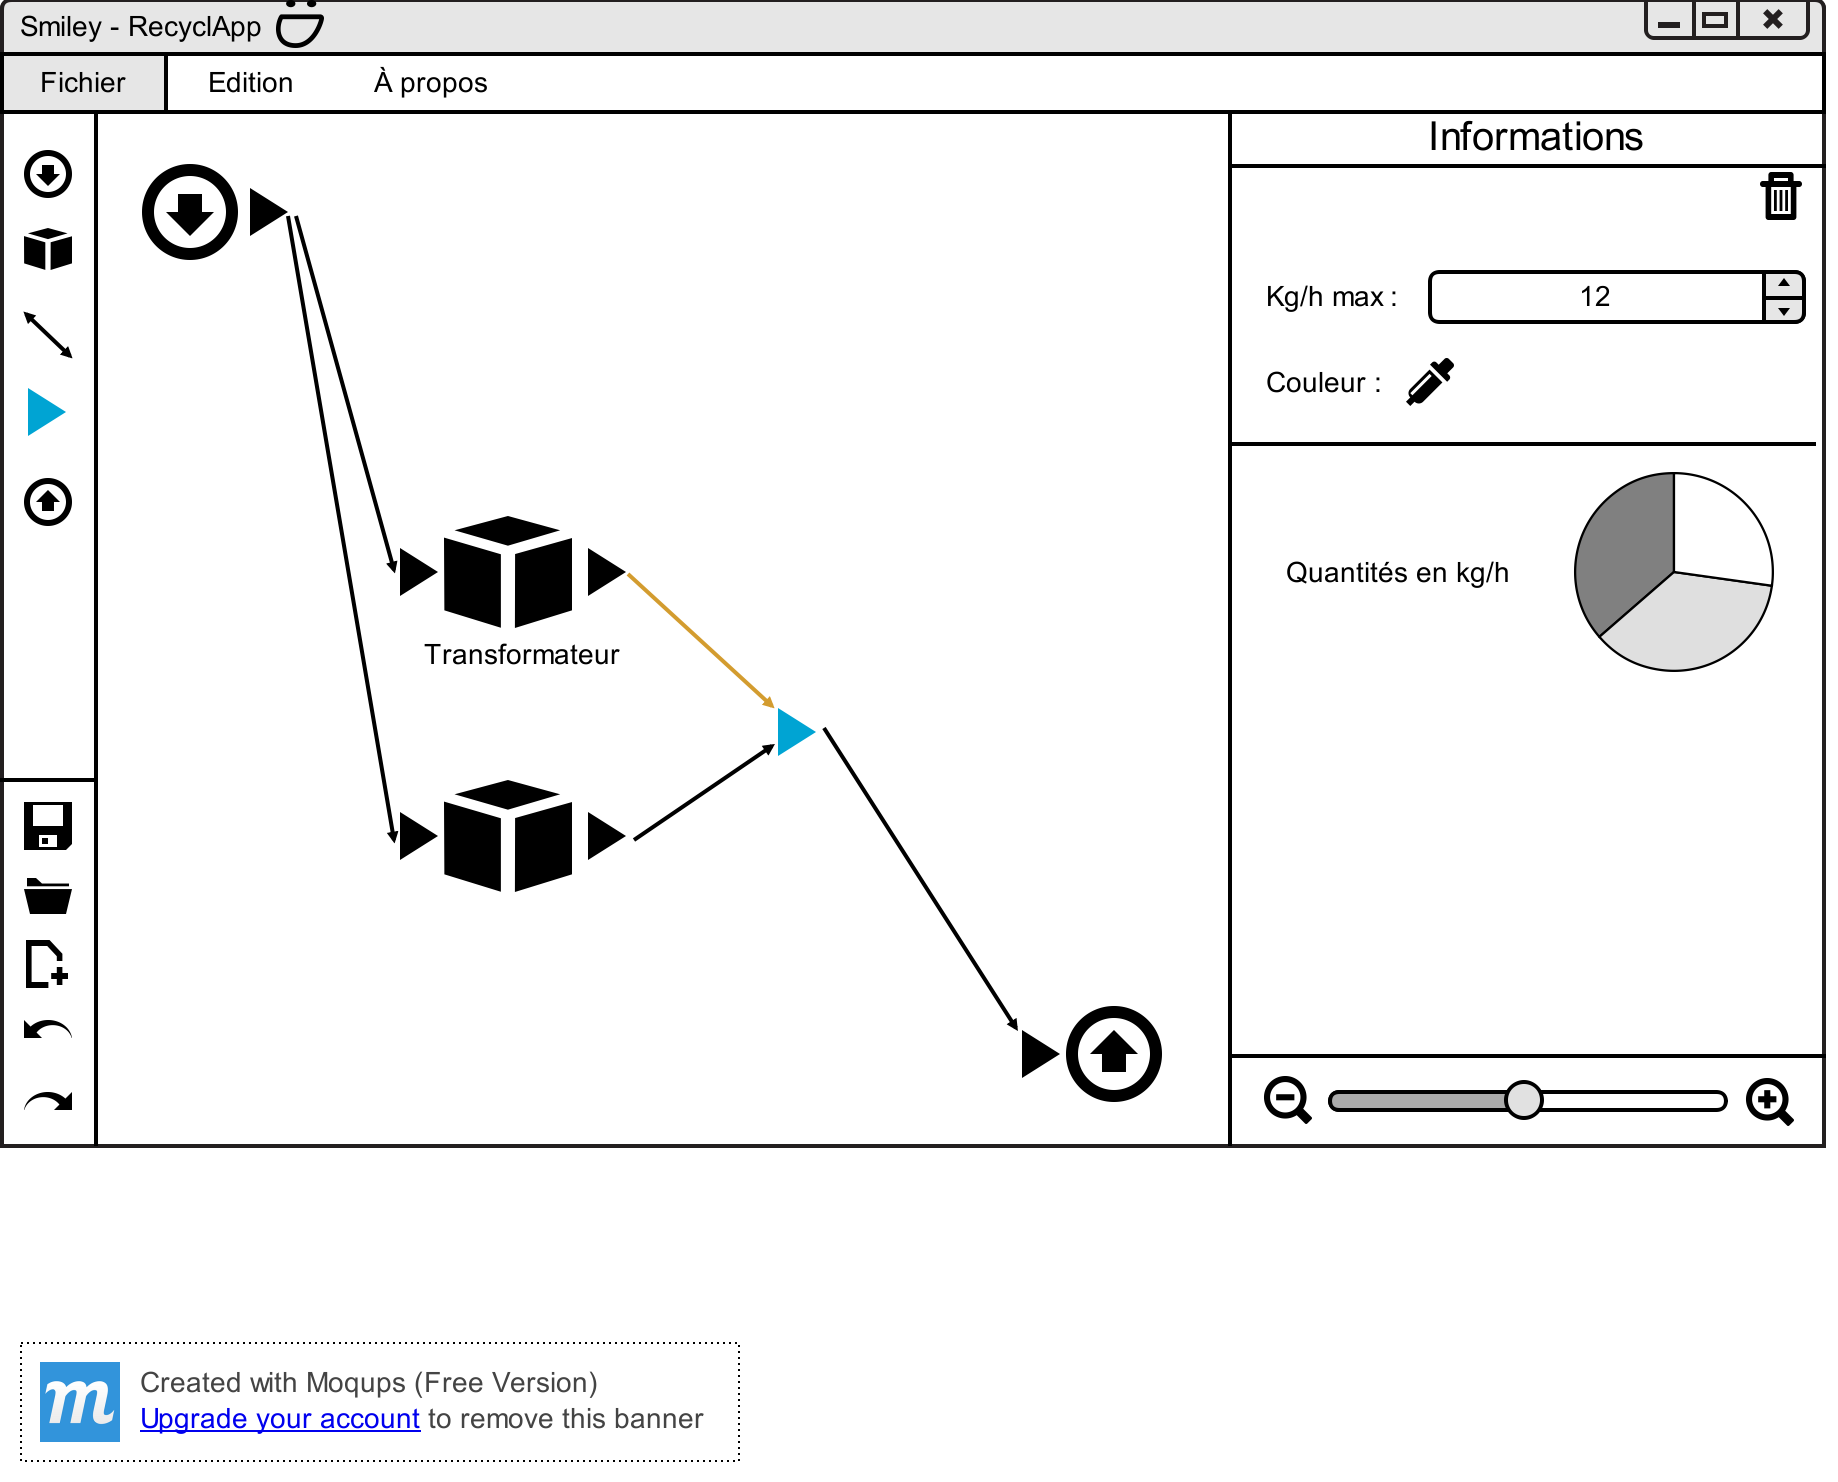 Smiley - RecyclApp
Fichier
Edition
À propos
Informations
Kg/h max :
12
Couleur :
Quantités en kg/h
Transformateur
m
Created with Moqups (Free Version)
Upgrade your account to remove this banner